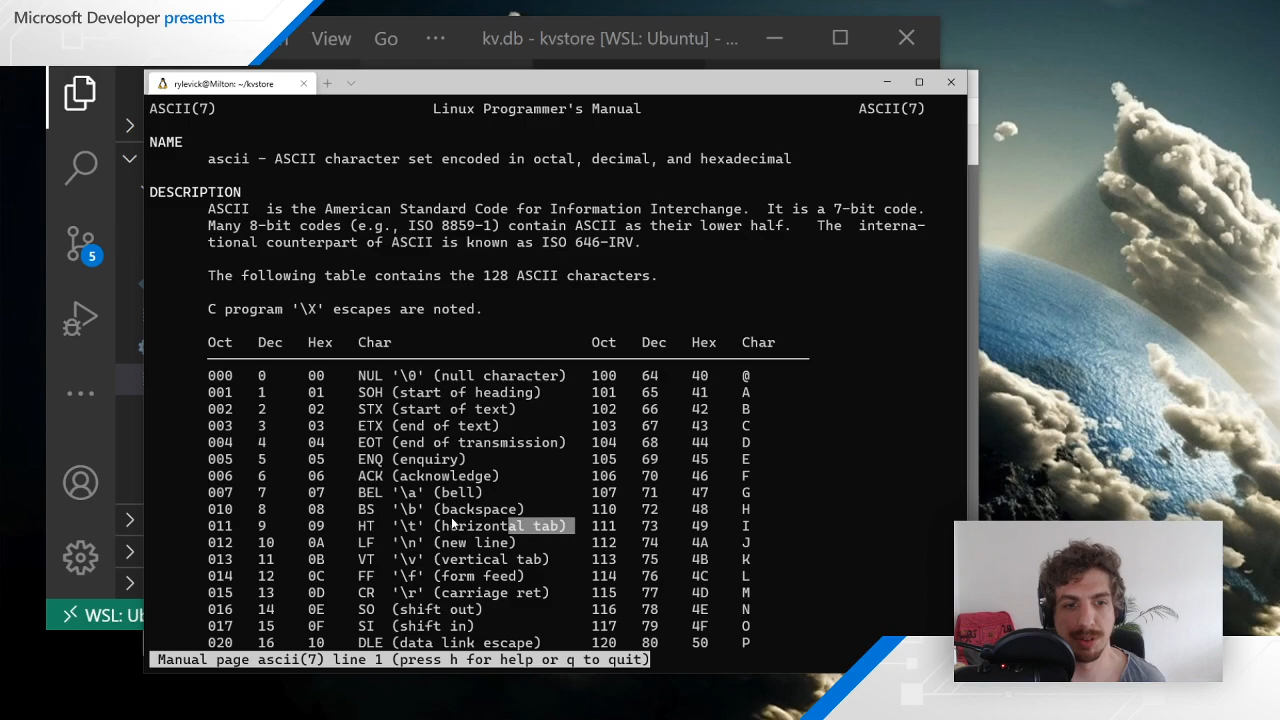 Microsoft Developer presents
View Go ··· kv.db - kvstore [WSL: Ubuntu] - ...
rylevick@Milton: ~/kvstore
ASCII(7) Linux Programmer's Manual ASCII(7)
NAME
ascii - ASCII character set encoded in octal, decimal, and hexadecimal
DESCRIPTION
ASCII is the American Standard Code for Information Interchange. It is a 7-bit code.
Many 8-bit codes (e.g., ISO 8859-1) contain ASCII as their lower half. The interna-
tional counterpart of ASCII is known as ISO 646-IRV.
The following table contains the 128 ASCII characters.
C program '\X' escapes are noted.
Oct Dec Hex Char Oct Dec Hex Char
000 0 00 NUL '\0' (null character) 100 64 40 @
001 1 01 SOH (start of heading) 101 65 41 A
002 2 02 STX (start of text) 102 66 42 B
003 3 03 ETX (end of text) 103 67 43 C
004 4 04 EOT (end of transmission) 104 68 44 D
005 5 05 ENQ (enquiry) 105 69 45 E
006 6 06 ACK (acknowledge) 106 70 46 F
007 7 07 BEL '\a' (bell) 107 71 47 G
010 8 08 BS '\b' (backspace) 110 72 48 H
011 9 09 HT '\t' (horizontal tab) 111 73 49 I
012 10 0A LF '\n' (new line) 112 74 4A J
013 11 0B VT '\v' (vertical tab) 113 75 4B K
014 12 0C FF '\f' (form feed) 114 76 4C L
015 13 0D CR '\r' (carriage ret) 115 77 4D M
016 14 0E SO (shift out) 116 78 4E N
017 15 0F SI (shift in) 117 79 4F O
020 16 10 DLE (data link escape) 120 80 50 P
Manual page ascii(7) line 1 (press h for help or q to quit)
5
WSL: Ub